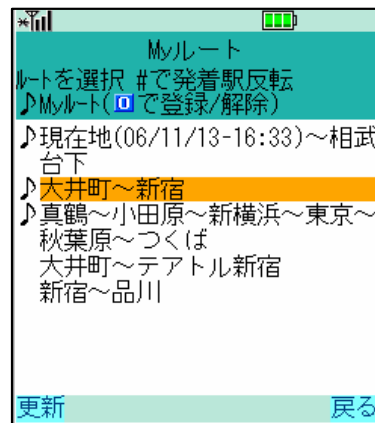 Myルート
ルートを選択 #で発着駅反転
♪Myルート(0で登録/解除)
♪現在地(06/11/13-16:33)～相武
台下
♪大井町～新宿
♪真鶴～小田原～新横浜～東京～
秋葉原～つくば
大井町～テアトル新宿
新宿～品川
更新 戻る